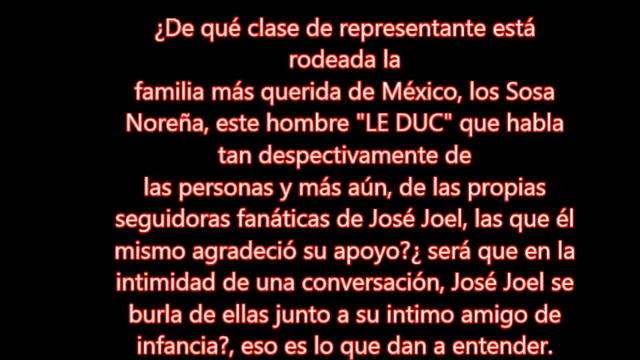 ¿De qué clase de representante está
rodeada la
familia más querida de México, los Sosa
Noreña, este hombre "LE DUC" que habla
tan despectivamente de
las personas y más aún, de las propias
seguidoras fanáticas de José Joel, las que él
mismo agradeció su apoyo?¿ será que en la
intimidad de una conversación, José Joel se
burla de ellas junto a su intimo amigo de
infancia?, eso es lo que dan a entender.